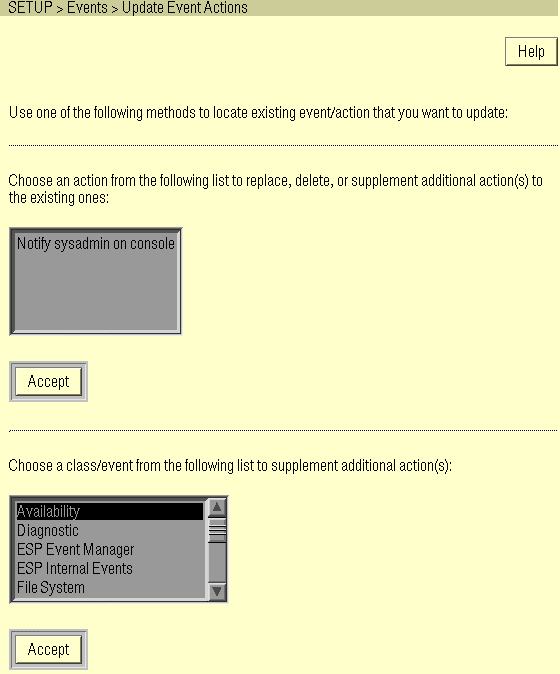 SETUP > Events > Update Event Actions
Help
Use one of the following methods to locate existing event/action that you want to update:
Choose an action from the following list to replace, delete, or supplement additional action(s) to
the existing ones:
Notify sysadmin on console
Accept
Choose a class/event from the following list to supplement additional action(s):
Availability
Diagnostic
ESP Event Manager
ESP Internal Events
File System
Accept